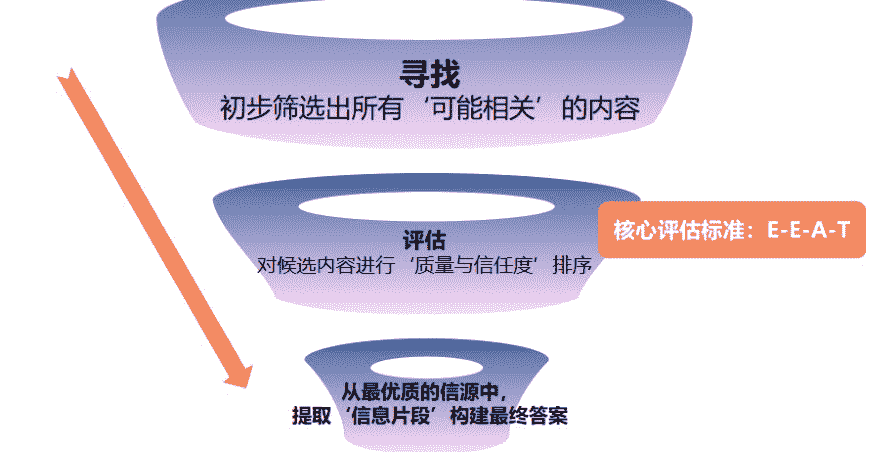 寻找
初步筛选出所有‘可能相关’的内容
评估
对候选内容进行‘质量与信任度’排序
核心评估标准：E-E-A-T
从最优质的信源中，
提取‘信息片段’构建最终答案